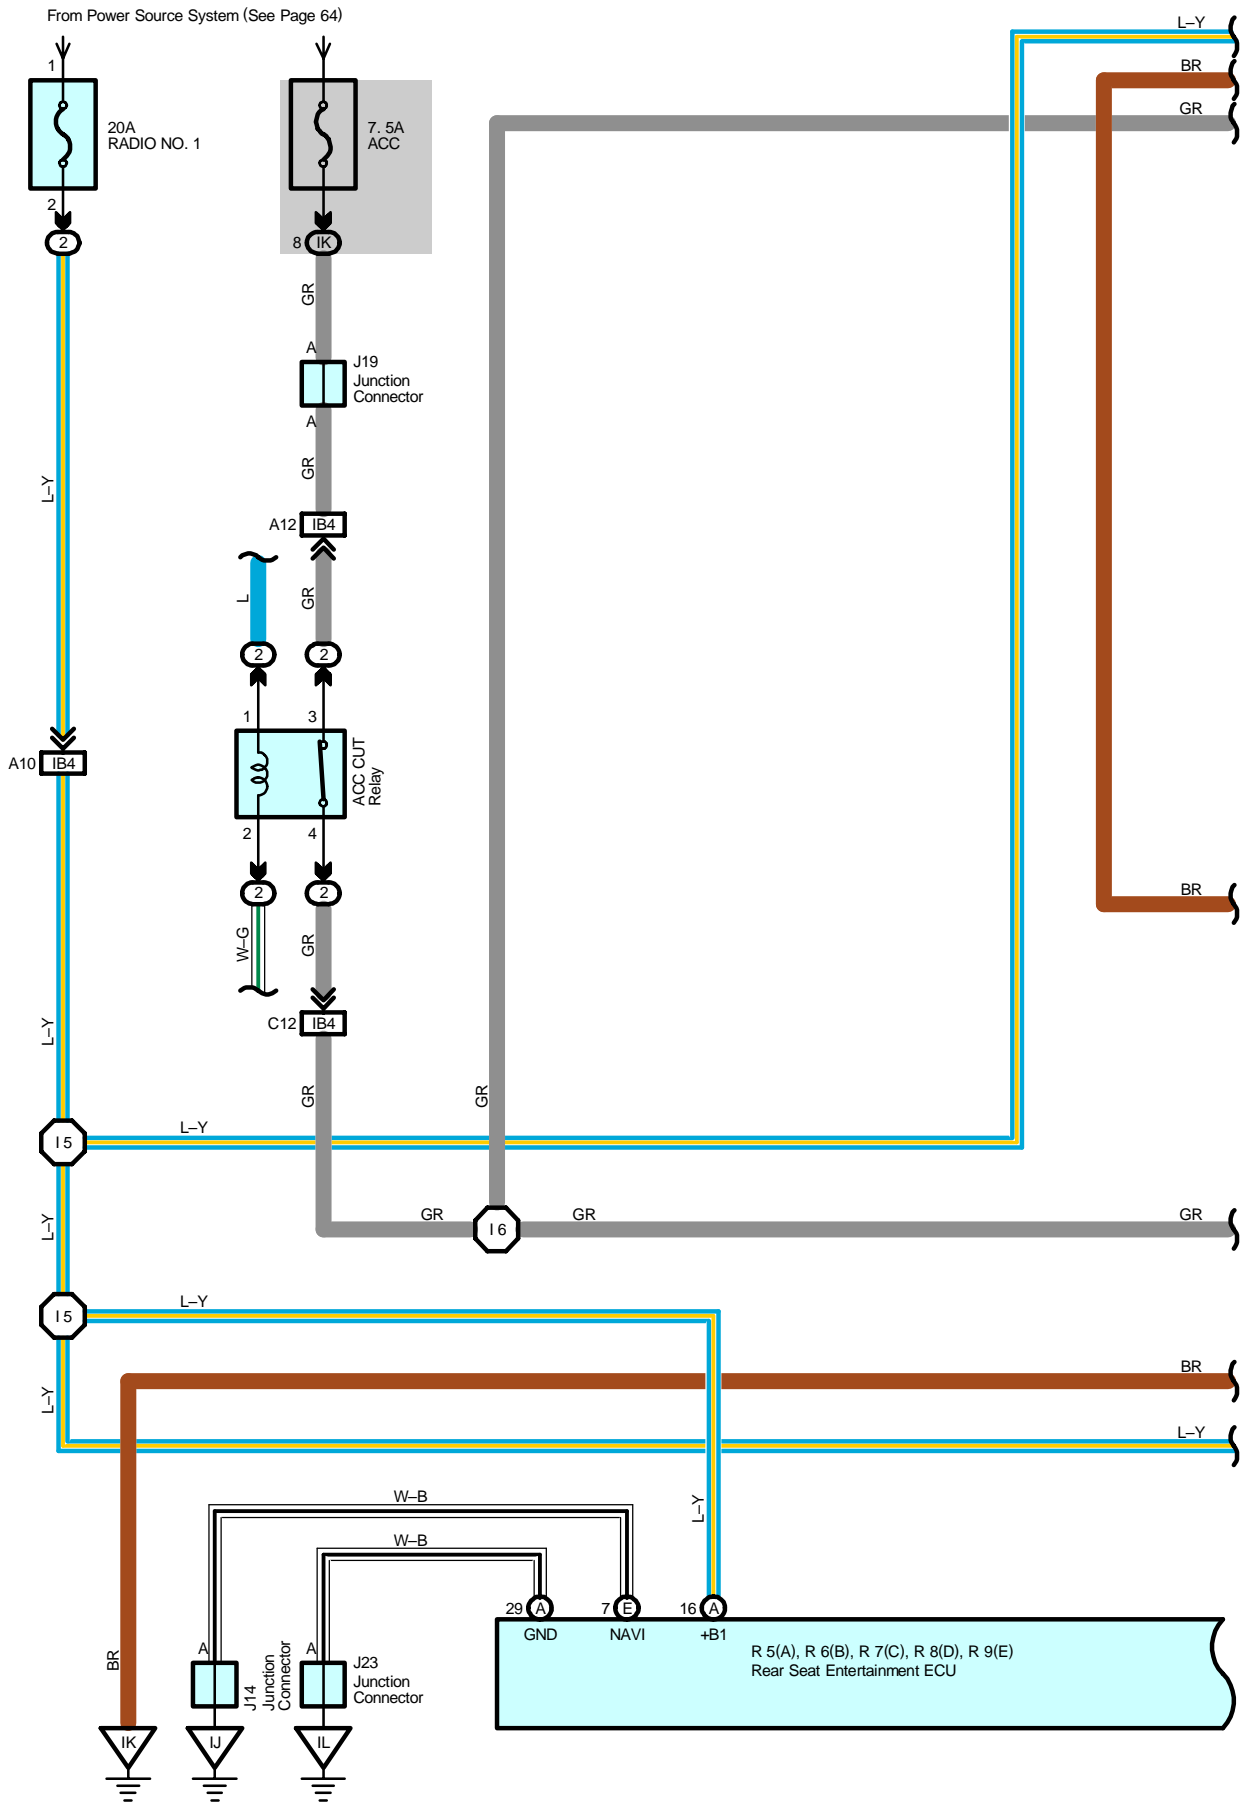 From Power Source System (See Page 64)
L–Y
BR
GR
1
20A
RADIO NO. 1
7. 5A
ACC
2
2
8
IK
GR
A
J19
Junction
Connector
A
GR
L–Y
A12
IB4
L
GR
2
2
1
3
A10
IB4
ACC CUT
Relay
2
4
2
2
BR
W–G
GR
C12
IB4
L–Y
GR
GR
I 5
L–Y
L–Y
GR
I 6
GR
GR
I 5
L–Y
BR
L–Y
L–Y
W–B
L–Y
W–B
29
A
7
E
16
A
GND
NAVI
+B1
R 5(A), R 6(B), R 7(C), R 8(D), R 9(E)
Rear Seat Entertainment ECU
BR
A
J14
Junction
Connector
A
J23
Junction
Connector
IK
IJ
IL